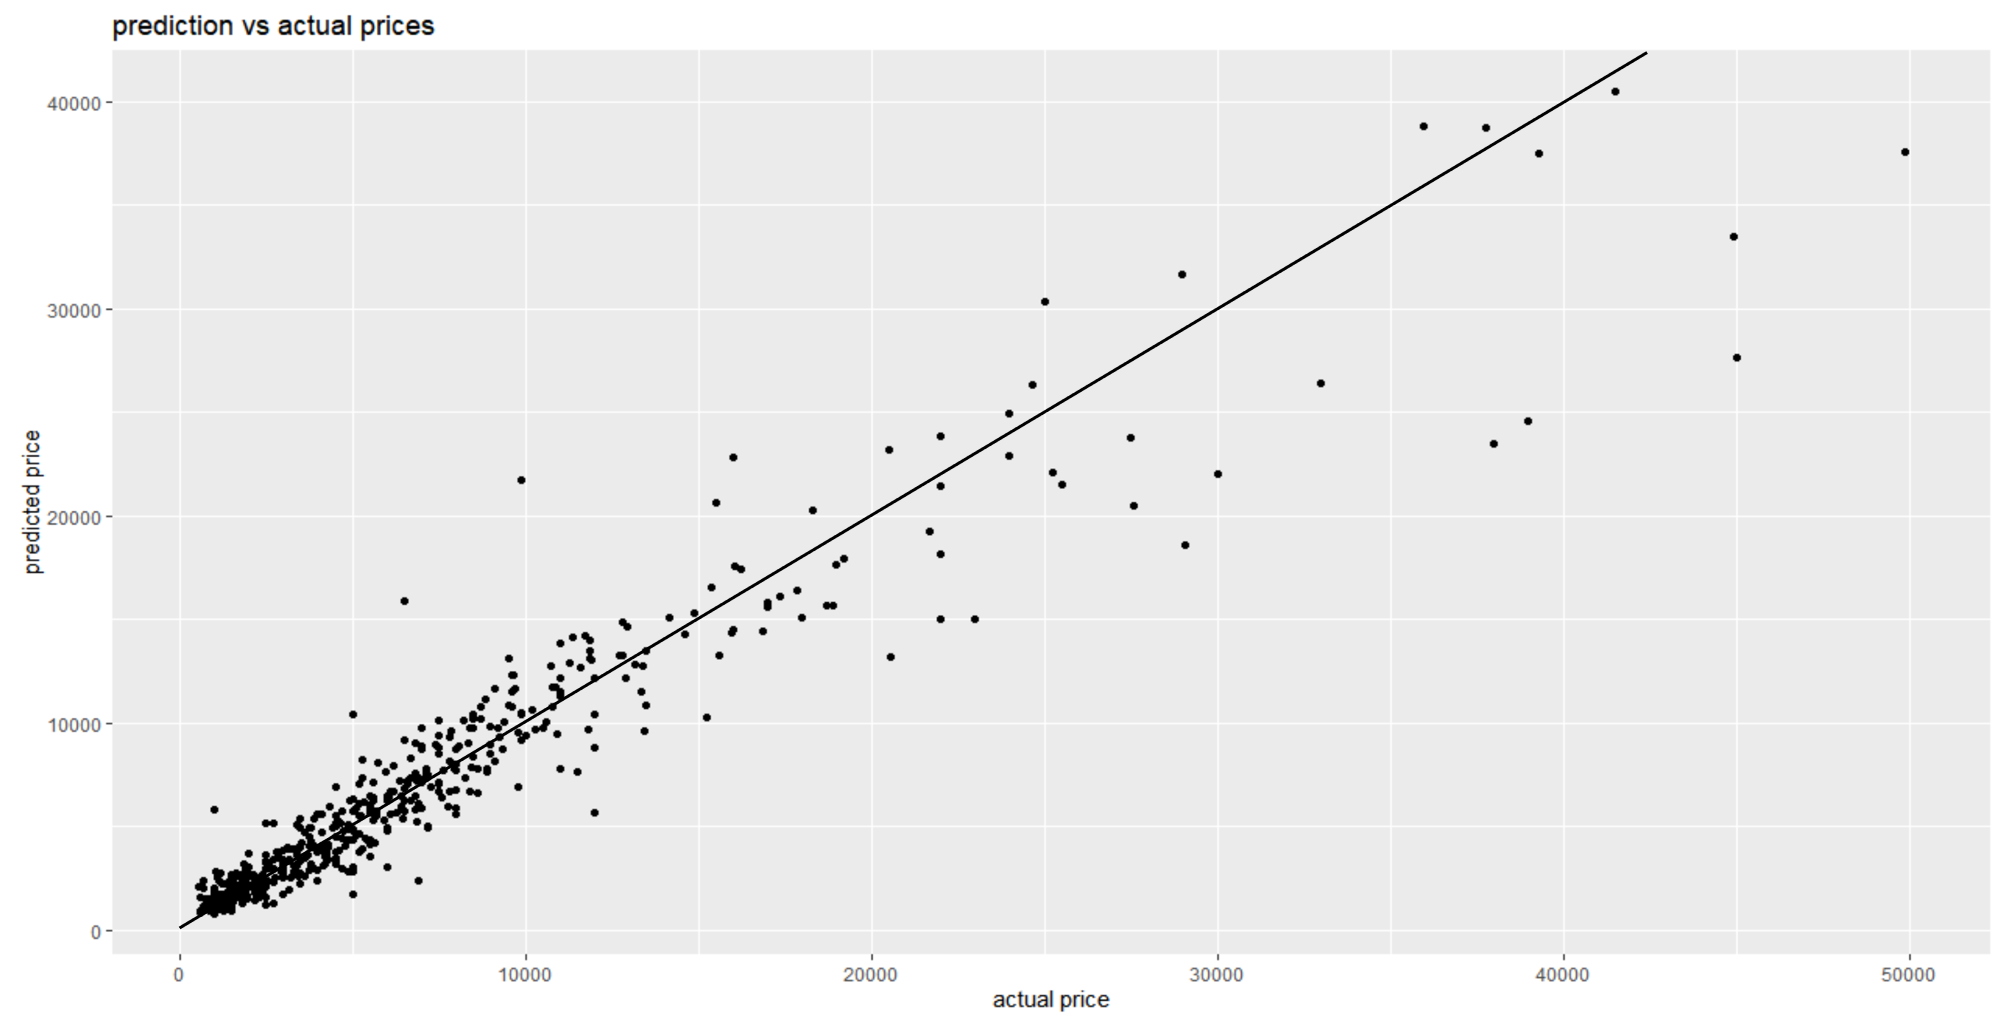 prediction vs actual prices
40000
30000
20000
10000
0
predicted price
0 10000 20000 30000 40000 50000
actual price